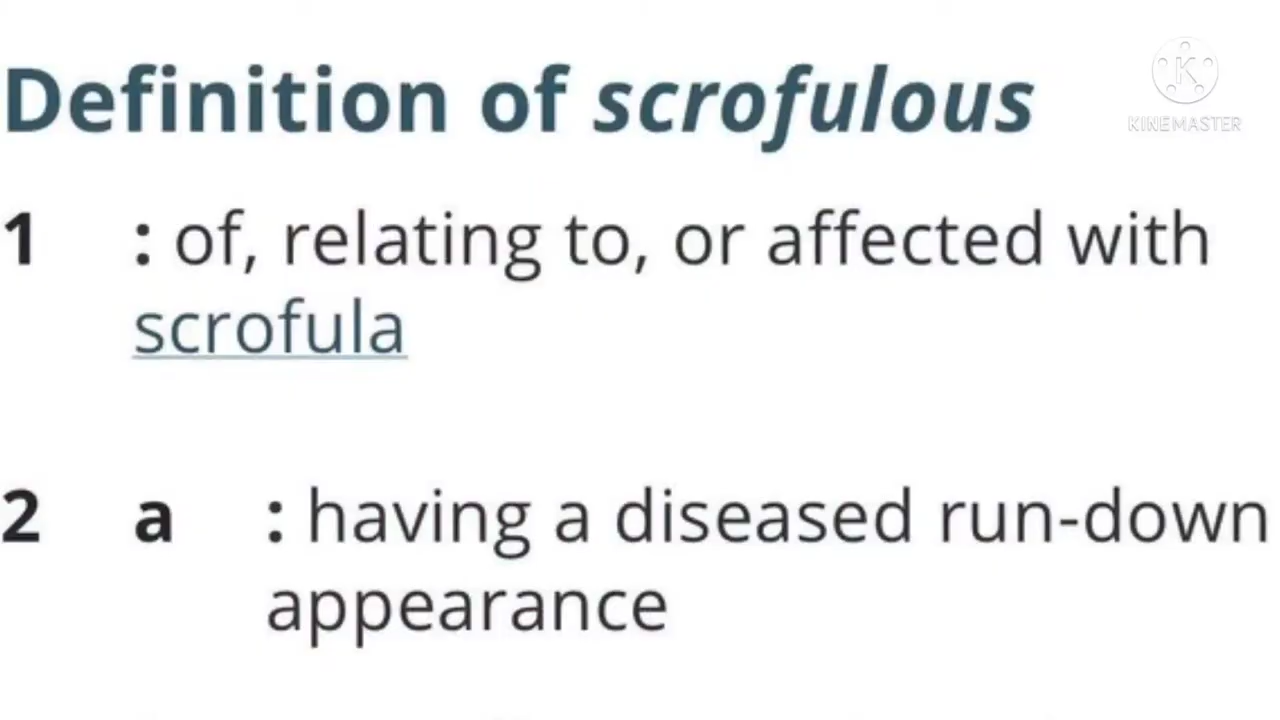 Definition of scrofulous
K
KINEMASTER
1 : of, relating to, or affected with
scrofula
2 a : having a diseased run-down
appearance